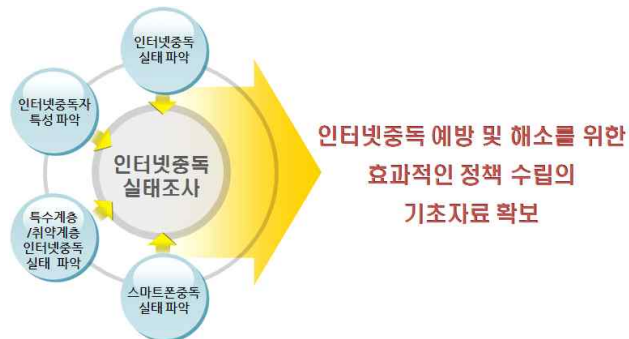 인터넷중독
실태 파악
인터넷중독자
특성 파악
인터넷중독
실태조사
특수계층
/취약계층
인터넷중독
실태 파악
스마트폰중독
실태 파악
인터넷중독 예방 및 해소를 위한
효과적인 정책 수립의
기초자료 확보